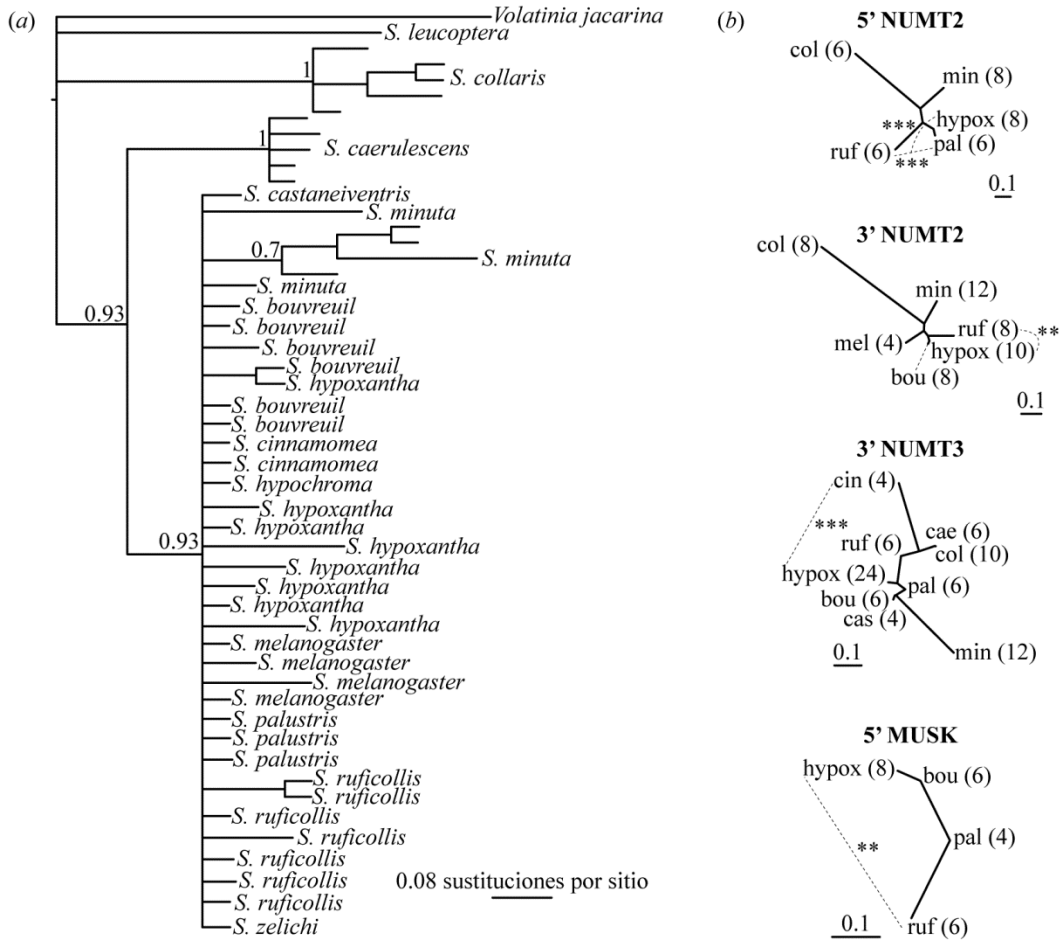 (a)
Volatinia jacarina
S. leucoptera
1
S. collaris
1
S. caerulescens
S. castaneiventris
S. minuta
0.7
S. minuta
S. minuta
0.93
S. bouvreuil
S. bouvreuil
S. bouvreuil
S. bouvreuil
S. hypoxantha
S. bouvreuil
S. bouvreuil
S. cinnamomea
S. cinnamomea
S. hypochroma
S. hypoxantha
S. hypoxantha
0.93
S. hypoxantha
S. hypoxantha
S. hypoxantha
S. hypoxantha
S. hypoxantha
S. melanogaster
S. melanogaster
S. melanogaster
S. melanogaster
S. palustris
S. palustris
S. palustris
S. ruficollis
S. ruficollis
S. ruficollis
S. ruficollis
S. ruficollis
S. ruficollis
S. ruficollis
S. zelichi
0.08 sustituciones por sitio
(b)
5' NUMT2
col (6)
min (8)
***
hypox (8)
ruf (6)
pal (6)
***
0.1
3' NUMT2
col (8)
min (12)
ruf (8)
**
mel (4)
hypox (10)
bou (8)
0.1
3' NUMT3
cin (4)
***
cae (6)
ruf (6)
col (10)
hypox (24)
pal (6)
bou (6)
cas (4)
0.1
min (12)
5' MUSK
hypox (8)
bou (6)
pal (4)
**
0.1
ruf (6)